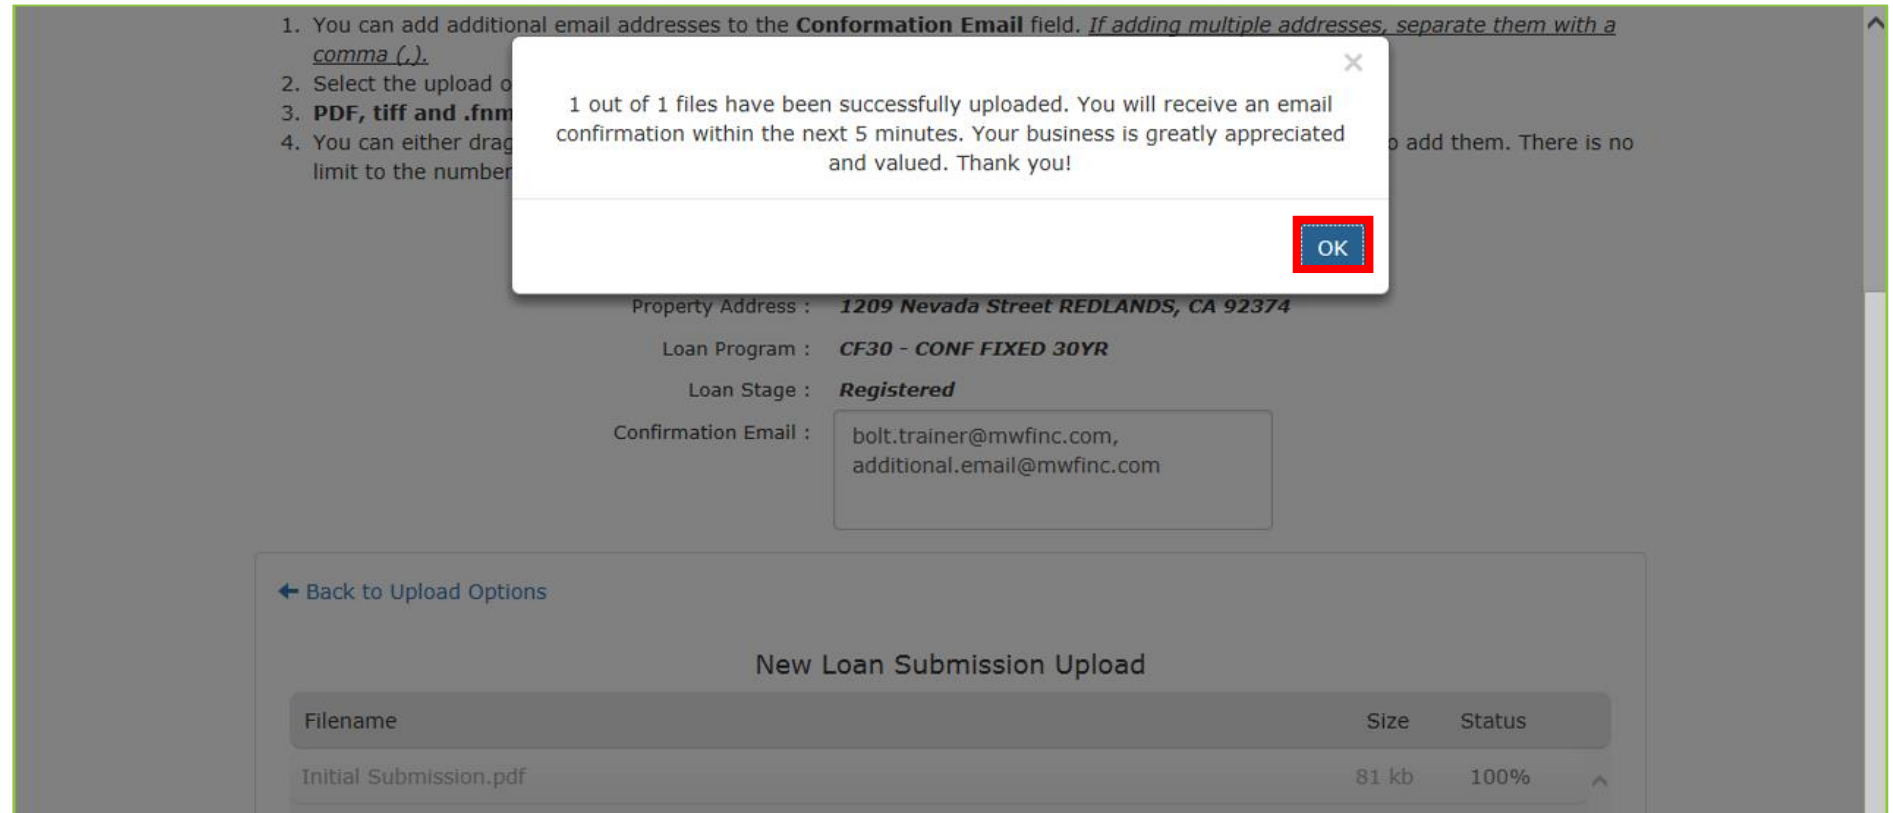 1. You can add additional email addresses to the Conformation Email field. If adding multiple addresses, separate them with a
comma (,).
2. Select the upload o
3. PDF, tiff and .fnm
4. You can either drag
o add them. There is no
limit to the number
×
1 out of 1 files have been successfully uploaded. You will receive an email
confirmation within the next 5 minutes. Your business is greatly appreciated
and valued. Thank you!
OK
Property Address : 1209 Nevada Street REDLANDS, CA 92374
Loan Program : CF30 - CONF FIXED 30YR
Loan Stage : Registered
Confirmation Email : bolt.trainer@mwfinc.com,
additional.email@mwfinc.com
Back to Upload Options
New Loan Submission Upload
Filename Size Status
Initial Submission.pdf 81 kb 100%